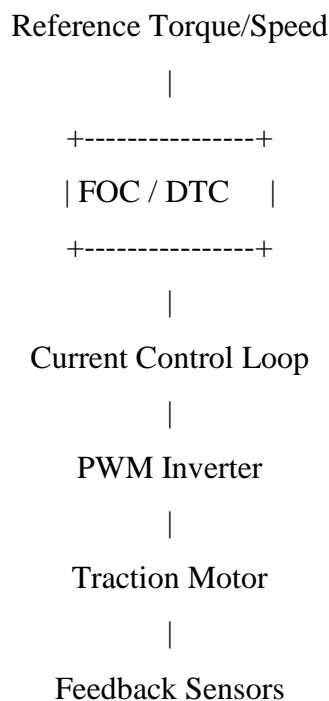 Reference Torque/Speed
|
+----------------+
| FOC / DTC |
+----------------+
|
Current Control Loop
|
PWM Inverter
|
Traction Motor
|
Feedback Sensors